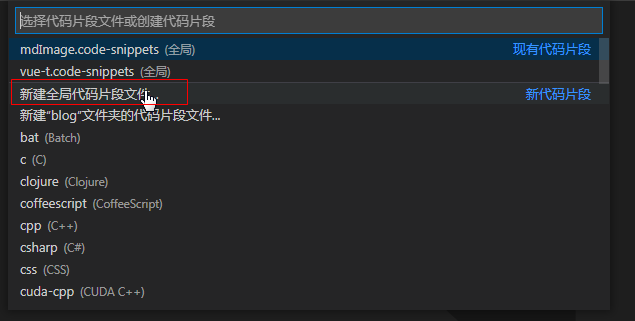 选择代码片段文件或创建代码片段
mdImage.code-snippets (全局) 现有代码片段
vue-t.code-snippets (全局)
新建全局代码片段文件... 新代码片段
新建“blog”文件夹的代码片段文件...
bat (Batch)
c (C)
clojure (Clojure)
coffeescript (CoffeeScript)
cpp (C++)
csharp (C#)
css (CSS)
cuda-cpp (CUDA C++)